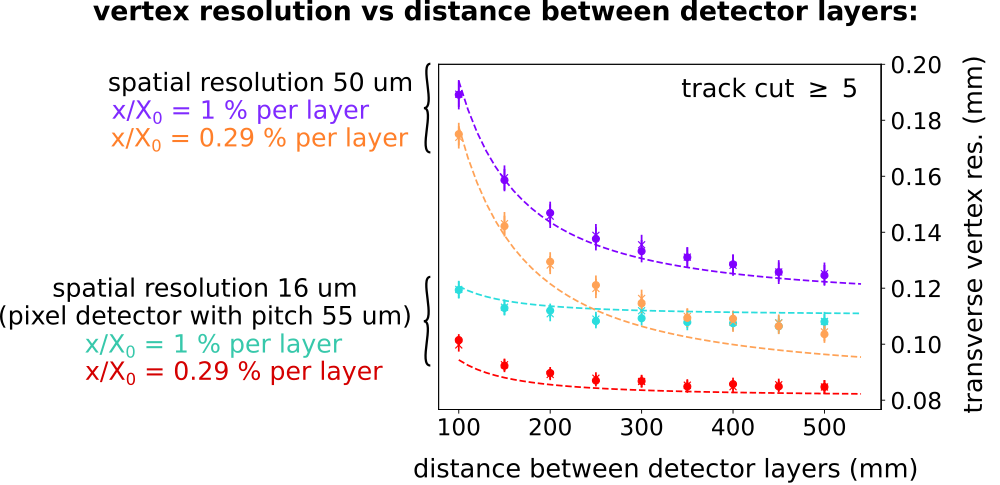 vertex resolution vs distance between detector layers:
spatial resolution 50 um
x/X₀ = 1 % per layer
x/X₀ = 0.29 % per layer
spatial resolution 16 um
(pixel detector with pitch 55 um)
x/X₀ = 1 % per layer
x/X₀ = 0.29 % per layer
track cut ≥ 5
0.20
0.18
0.16
0.14
0.12
0.10
0.08
transverse vertex res. (mm)
100 200 300 400 500
distance between detector layers (mm)